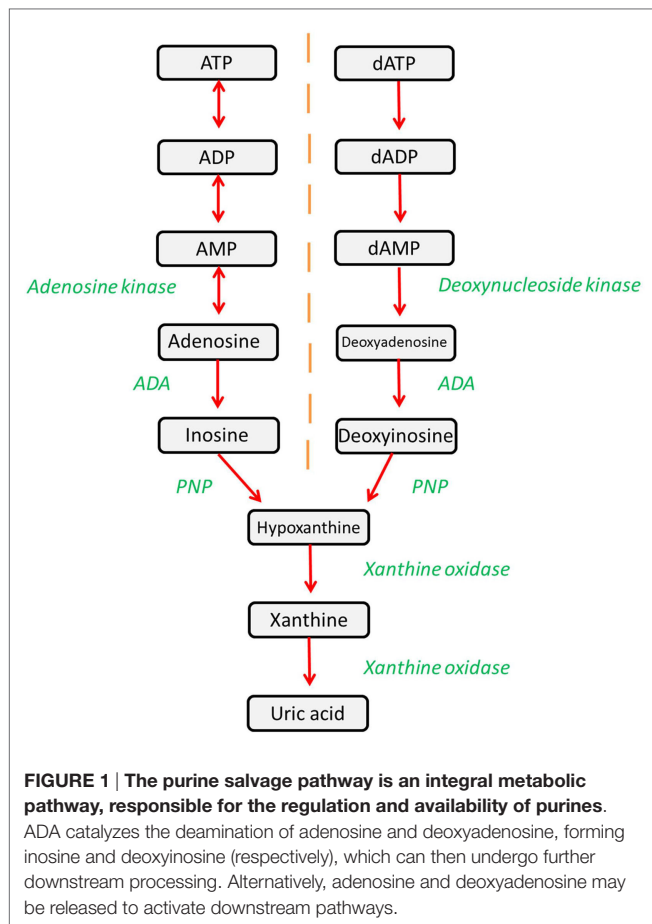 ATP dATP
ADP dADP
AMP dAMP
Adenosine kinase Deoxynucleoside kinase
Adenosine Deoxyadenosine
ADA ADA
Inosine Deoxyinosine
PNP PNP
Hypoxanthine
Xanthine oxidase
Xanthine
Xanthine oxidase
Uric acid
FIGURE 1 | The purine salvage pathway is an integral metabolic
pathway, responsible for the regulation and availability of purines.
ADA catalyzes the deamination of adenosine and deoxyadenosine, forming
inosine and deoxyinosine (respectively), which can then undergo further
downstream processing. Alternatively, adenosine and deoxyadenosine may
be released to activate downstream pathways.